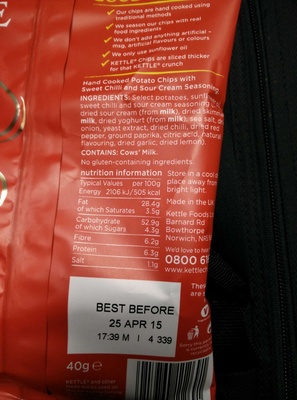 Our chips are hand cooked using
traditional methods
We season our chips with real
food ingredients
We don't add anything artificial –
msg, artificial flavours or colours
We only use sunflower oil
KETTLE® Chips are sliced thicker
for that KETTLE® crunch
Hand Cooked Potato Chips with
Sweet Chilli and Sour Cream Seasoning
INGREDIENTS: Select potatoes,
sweet chilli and sour cream seasoning
dried sour cream (from milk), dried
milk, dried yoghurt (from milk), sea salt,
onion, yeast extract, dried chilli, dried red
pepper, ground paprika, citric acid, natural
flavouring, dried garlic, dried lemon).
CONTAINS: Cows' Milk.
No gluten-containing ingredients.
nutrition information
Typical Values per 100g
Energy 2106 kJ/505 kcal
Fat 28.4g
of which Saturates 3.5g
Carbohydrate 52.9g
of which Sugars 4.3g
Fibre 6.2g
Protein 6.3g
Salt 1.1g
Store in a cool
place away from
bright light.
Made in the UK
Kettle Foods
Barnard Rd
Bowthorpe
Norwich, NR5
We'd love to
0800 61
www.kettlec
BEST BEFORE
25 APR 15
17:39 M | 4 339
40g e